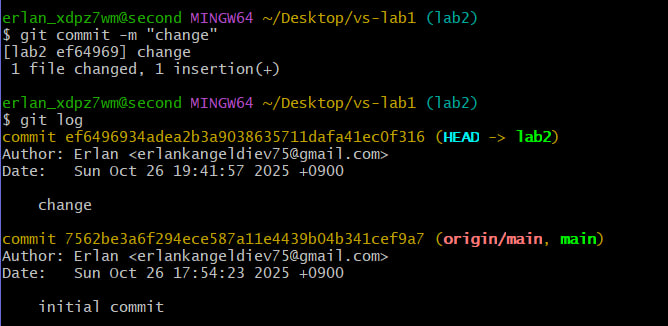 erlan_xdpz7wm@second MINGW64 ~/Desktop/vs-lab1 (lab2)
$ git commit -m "change"
[lab2 ef64969] change
 1 file changed, 1 insertion(+)
erlan_xdpz7wm@second MINGW64 ~/Desktop/vs-lab1 (lab2)
$ git log
commit ef6496934adea2b3a9038635711dafa41ec0f316 (HEAD -> lab2)
Author: Erlan <erlankangeldiev75@gmail.com>
Date:   Sun Oct 26 19:41:57 2025 +0900
    change
commit 7562be3a6f294ece587a11e4439b04b341cef9a7 (origin/main, main)
Author: Erlan <erlankangeldiev75@gmail.com>
Date:   Sun Oct 26 17:54:23 2025 +0900
    initial commit